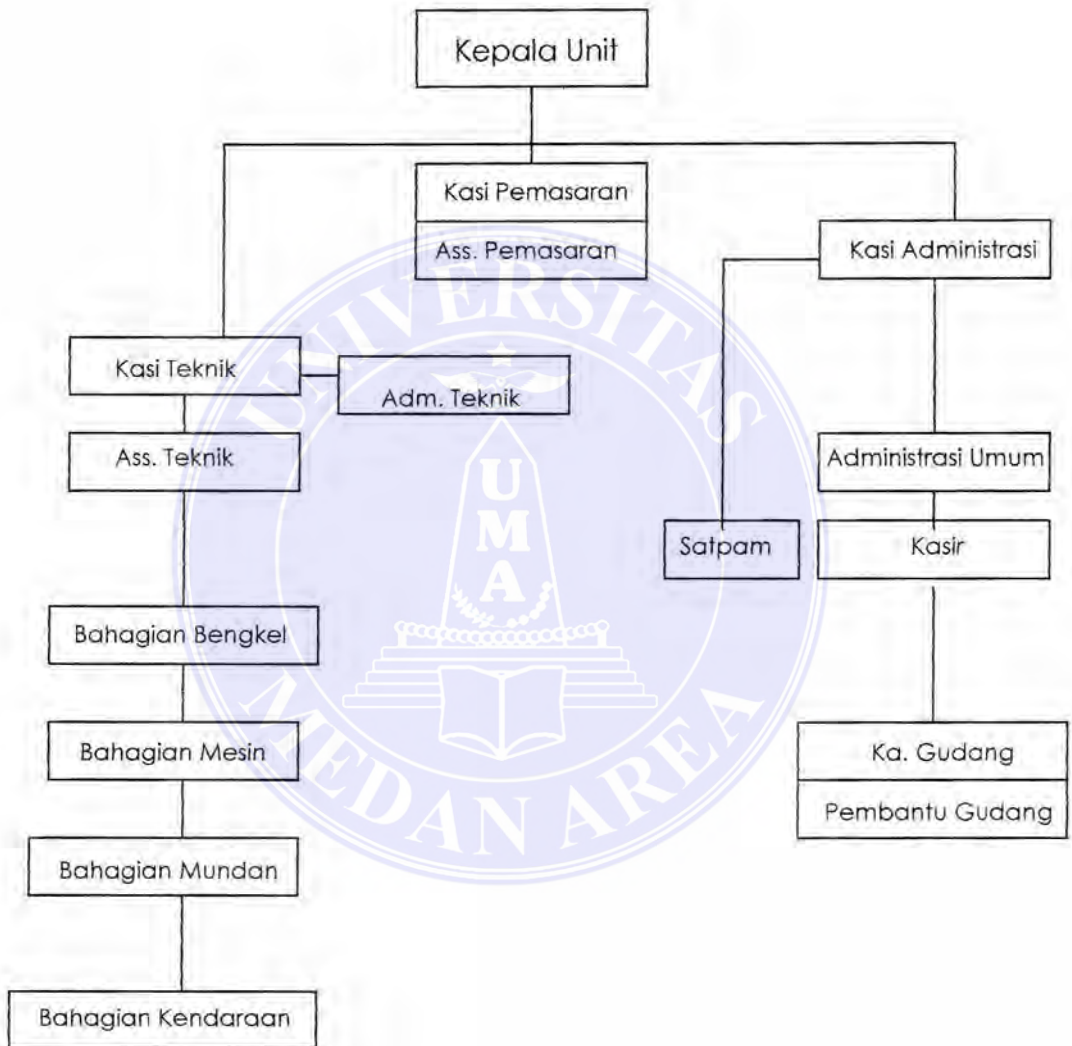 Kepala Unit
Kasi Pemasaran
Ass. Pemasaran
Kasi Administrasi
Kasi Teknik
Adm. Teknik
Ass. Teknik
Administrasi Umum
Satpam
Kasir
Bahagian Bengkel
Bahagian Mesin
Ka. Gudang
Pembantu Gudang
Bahagian Mundan
Bahagian Kendaraan
UNIVERSITAS
MEDAN AREA
U
M
A